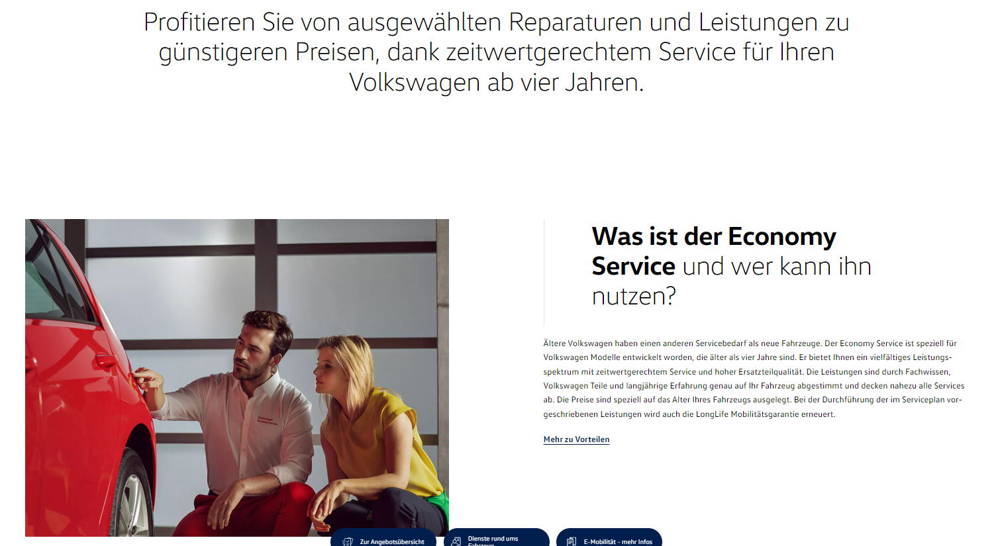 Profitieren Sie von ausgewählten Reparaturen und Leistungen zu
günstigeren Preisen, dank zeitwertgerechtem Service für Ihren
Volkswagen ab vier Jahren.
Was ist der Economy
Service und wer kann ihn
nutzen?
Ältere Volkswagen haben einen anderen Servicebedarf als neue Fahrzeuge. Der Economy Service ist speziell für
Volkswagen Modelle entwickelt worden, die älter als vier Jahre sind. Er bietet Ihnen ein vielfältiges Leistungs-
spektrum mit zeitwertgerechtem Service und hoher Ersatzteilqualität. Die Leistungen sind durch Fachwissen,
Volkswagen Teile und langjährige Erfahrung genau auf Ihr Fahrzeug abgestimmt und decken nahezu alle Services
ab. Die Preise sind speziell auf das Alter Ihres Fahrzeugs ausgelegt. Bei der Durchführung der im Serviceplan vor-
geschriebenen Leistungen wird auch die LongLife Mobilitätsgarantie erneuert.
Mehr zu Vorteilen
Volkswagen
Economy Service
Zur Angebotsübersicht
Dienste rund ums
Fahrzeug
E-Mobilität – mehr Infos